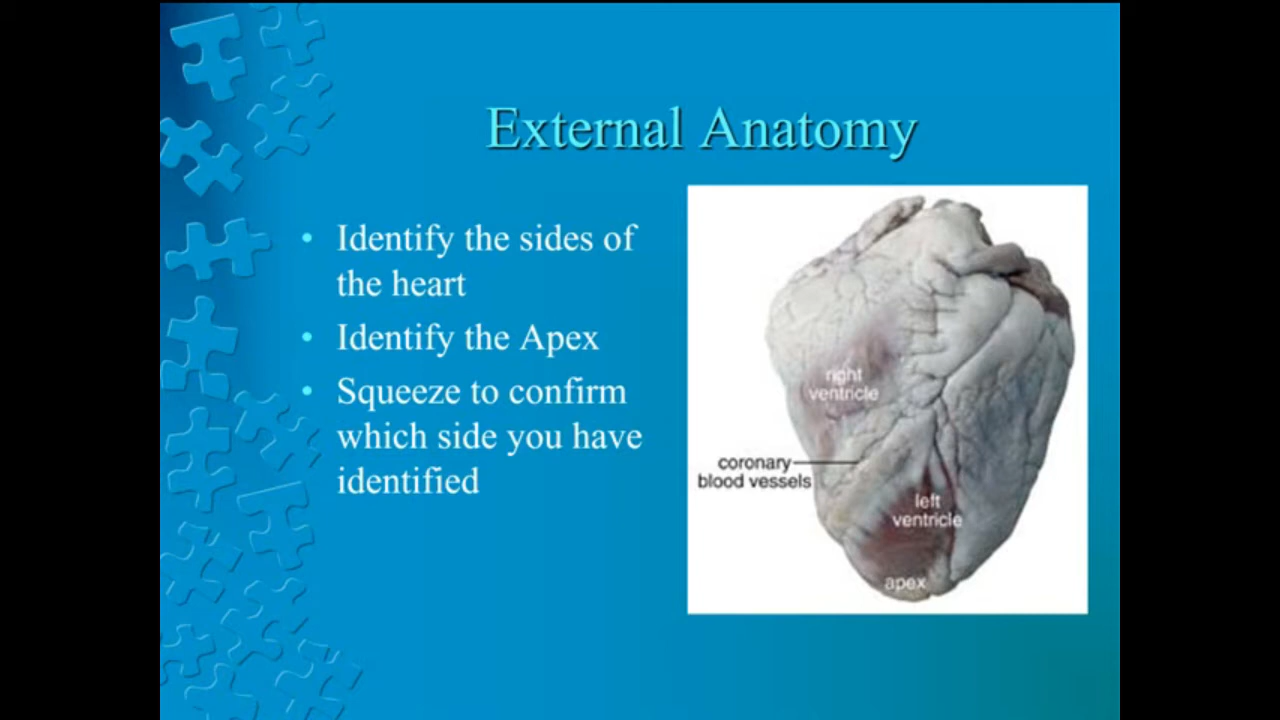 External Anatomy
• Identify the sides of
the heart
• Identify the Apex
• Squeeze to confirm
which side you have
identified
right
ventricle
coronary
blood vessels
left
ventricle
apex